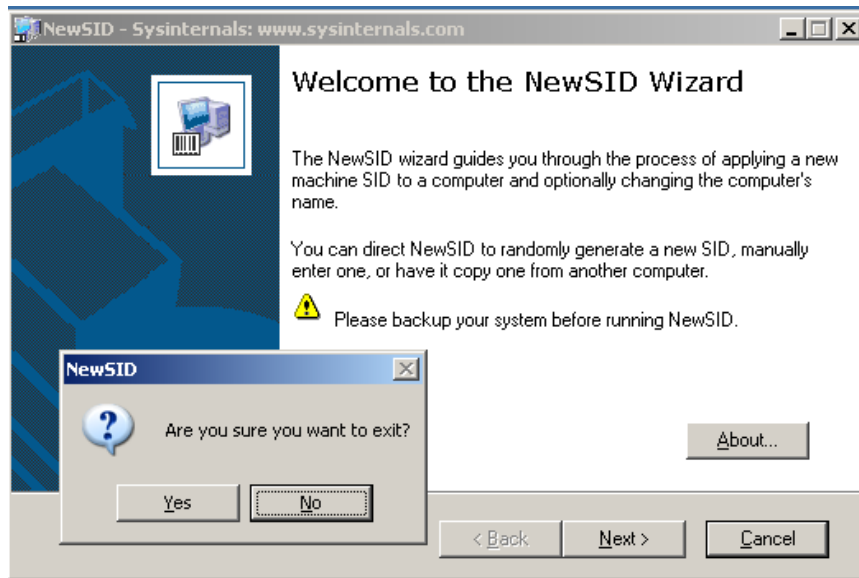 NewSID - Sysinternals: www.sysinternals.com
Welcome to the NewSID Wizard
The NewSID wizard guides you through the process of applying a new
machine SID to a computer and optionally changing the computer's
name.
You can direct NewSID to randomly generate a new SID, manually
enter one, or have it copy one from another computer.
Please backup your system before running NewSID.
NewSID
Are you sure you want to exit?
Yes No
About...
< Back Next > Cancel